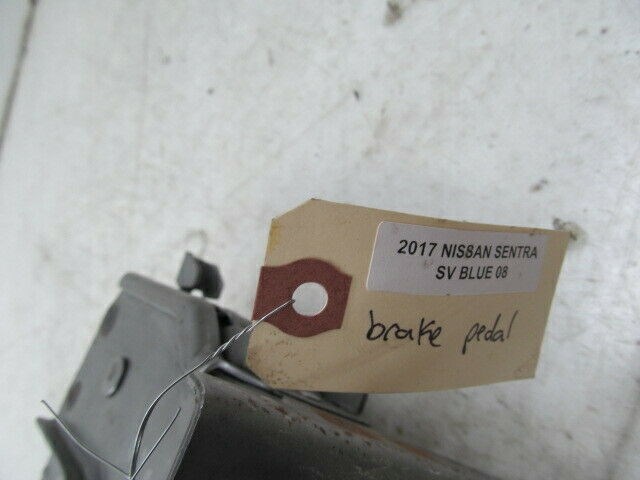 2017 NISSAN SENTRA
SV BLUE 08
brake pedal